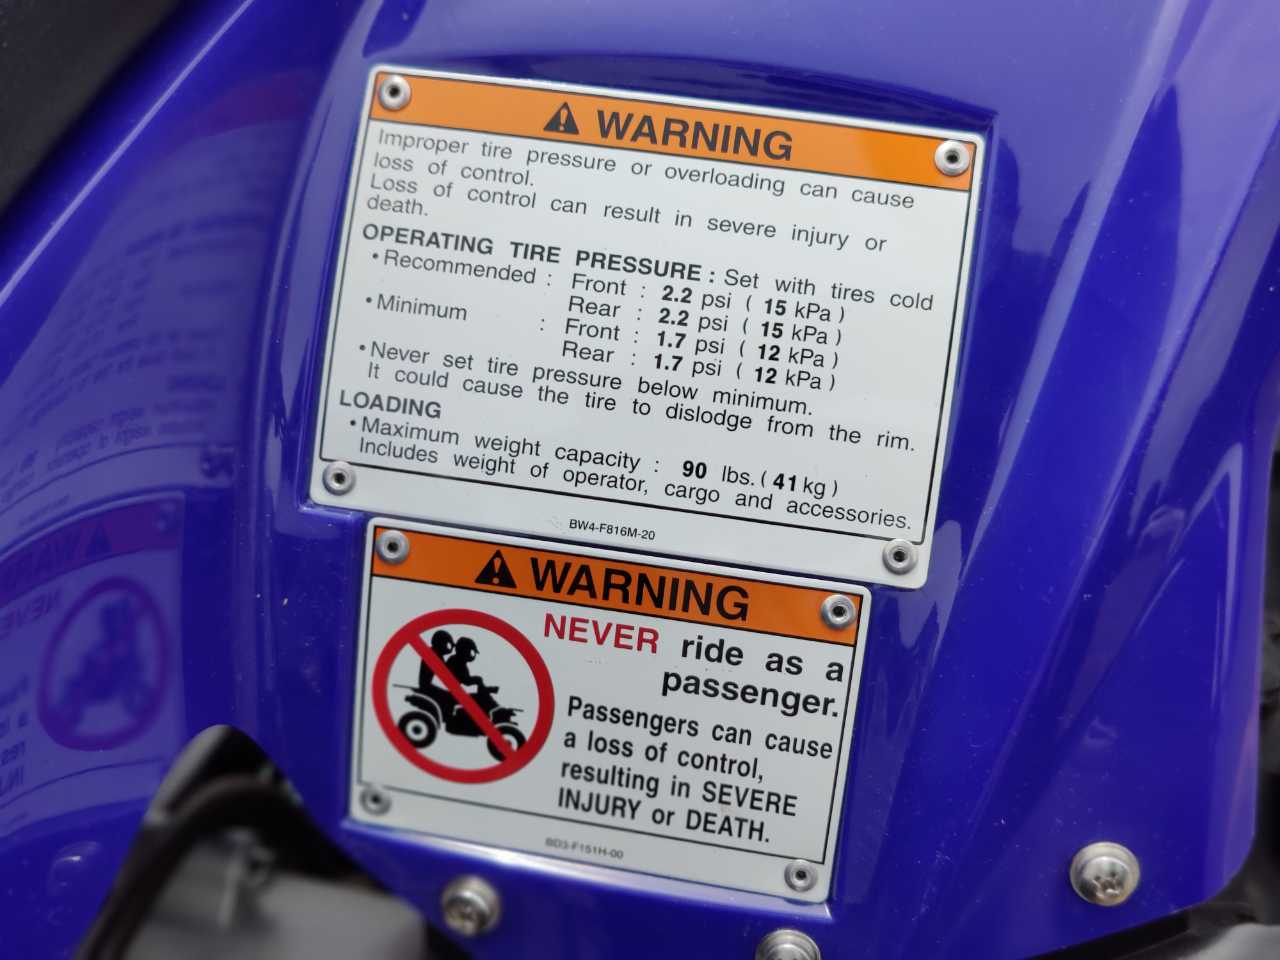 WARNING
Improper tire pressure or overloading can cause
loss of control.
Loss of control can result in severe injury or
death.
OPERATING TIRE PRESSURE : Set with tires cold
•Recommended : Front : 2.2 psi ( 15 kPa )
Rear : 2.2 psi ( 15 kPa )
•Minimum : Front : 1.7 psi ( 12 kPa )
Rear : 1.7 psi ( 12 kPa )
•Never set tire pressure below minimum.
It could cause the tire to dislodge from the rim.
LOADING
•Maximum weight capacity : 90 lbs. ( 41 kg )
Includes weight of operator, cargo and accessories.
BW4-F816M-20
WARNING
NEVER ride as a
passenger.
Passengers can cause
a loss of control,
resulting in SEVERE
INJURY or DEATH.
BD3-F151H-00